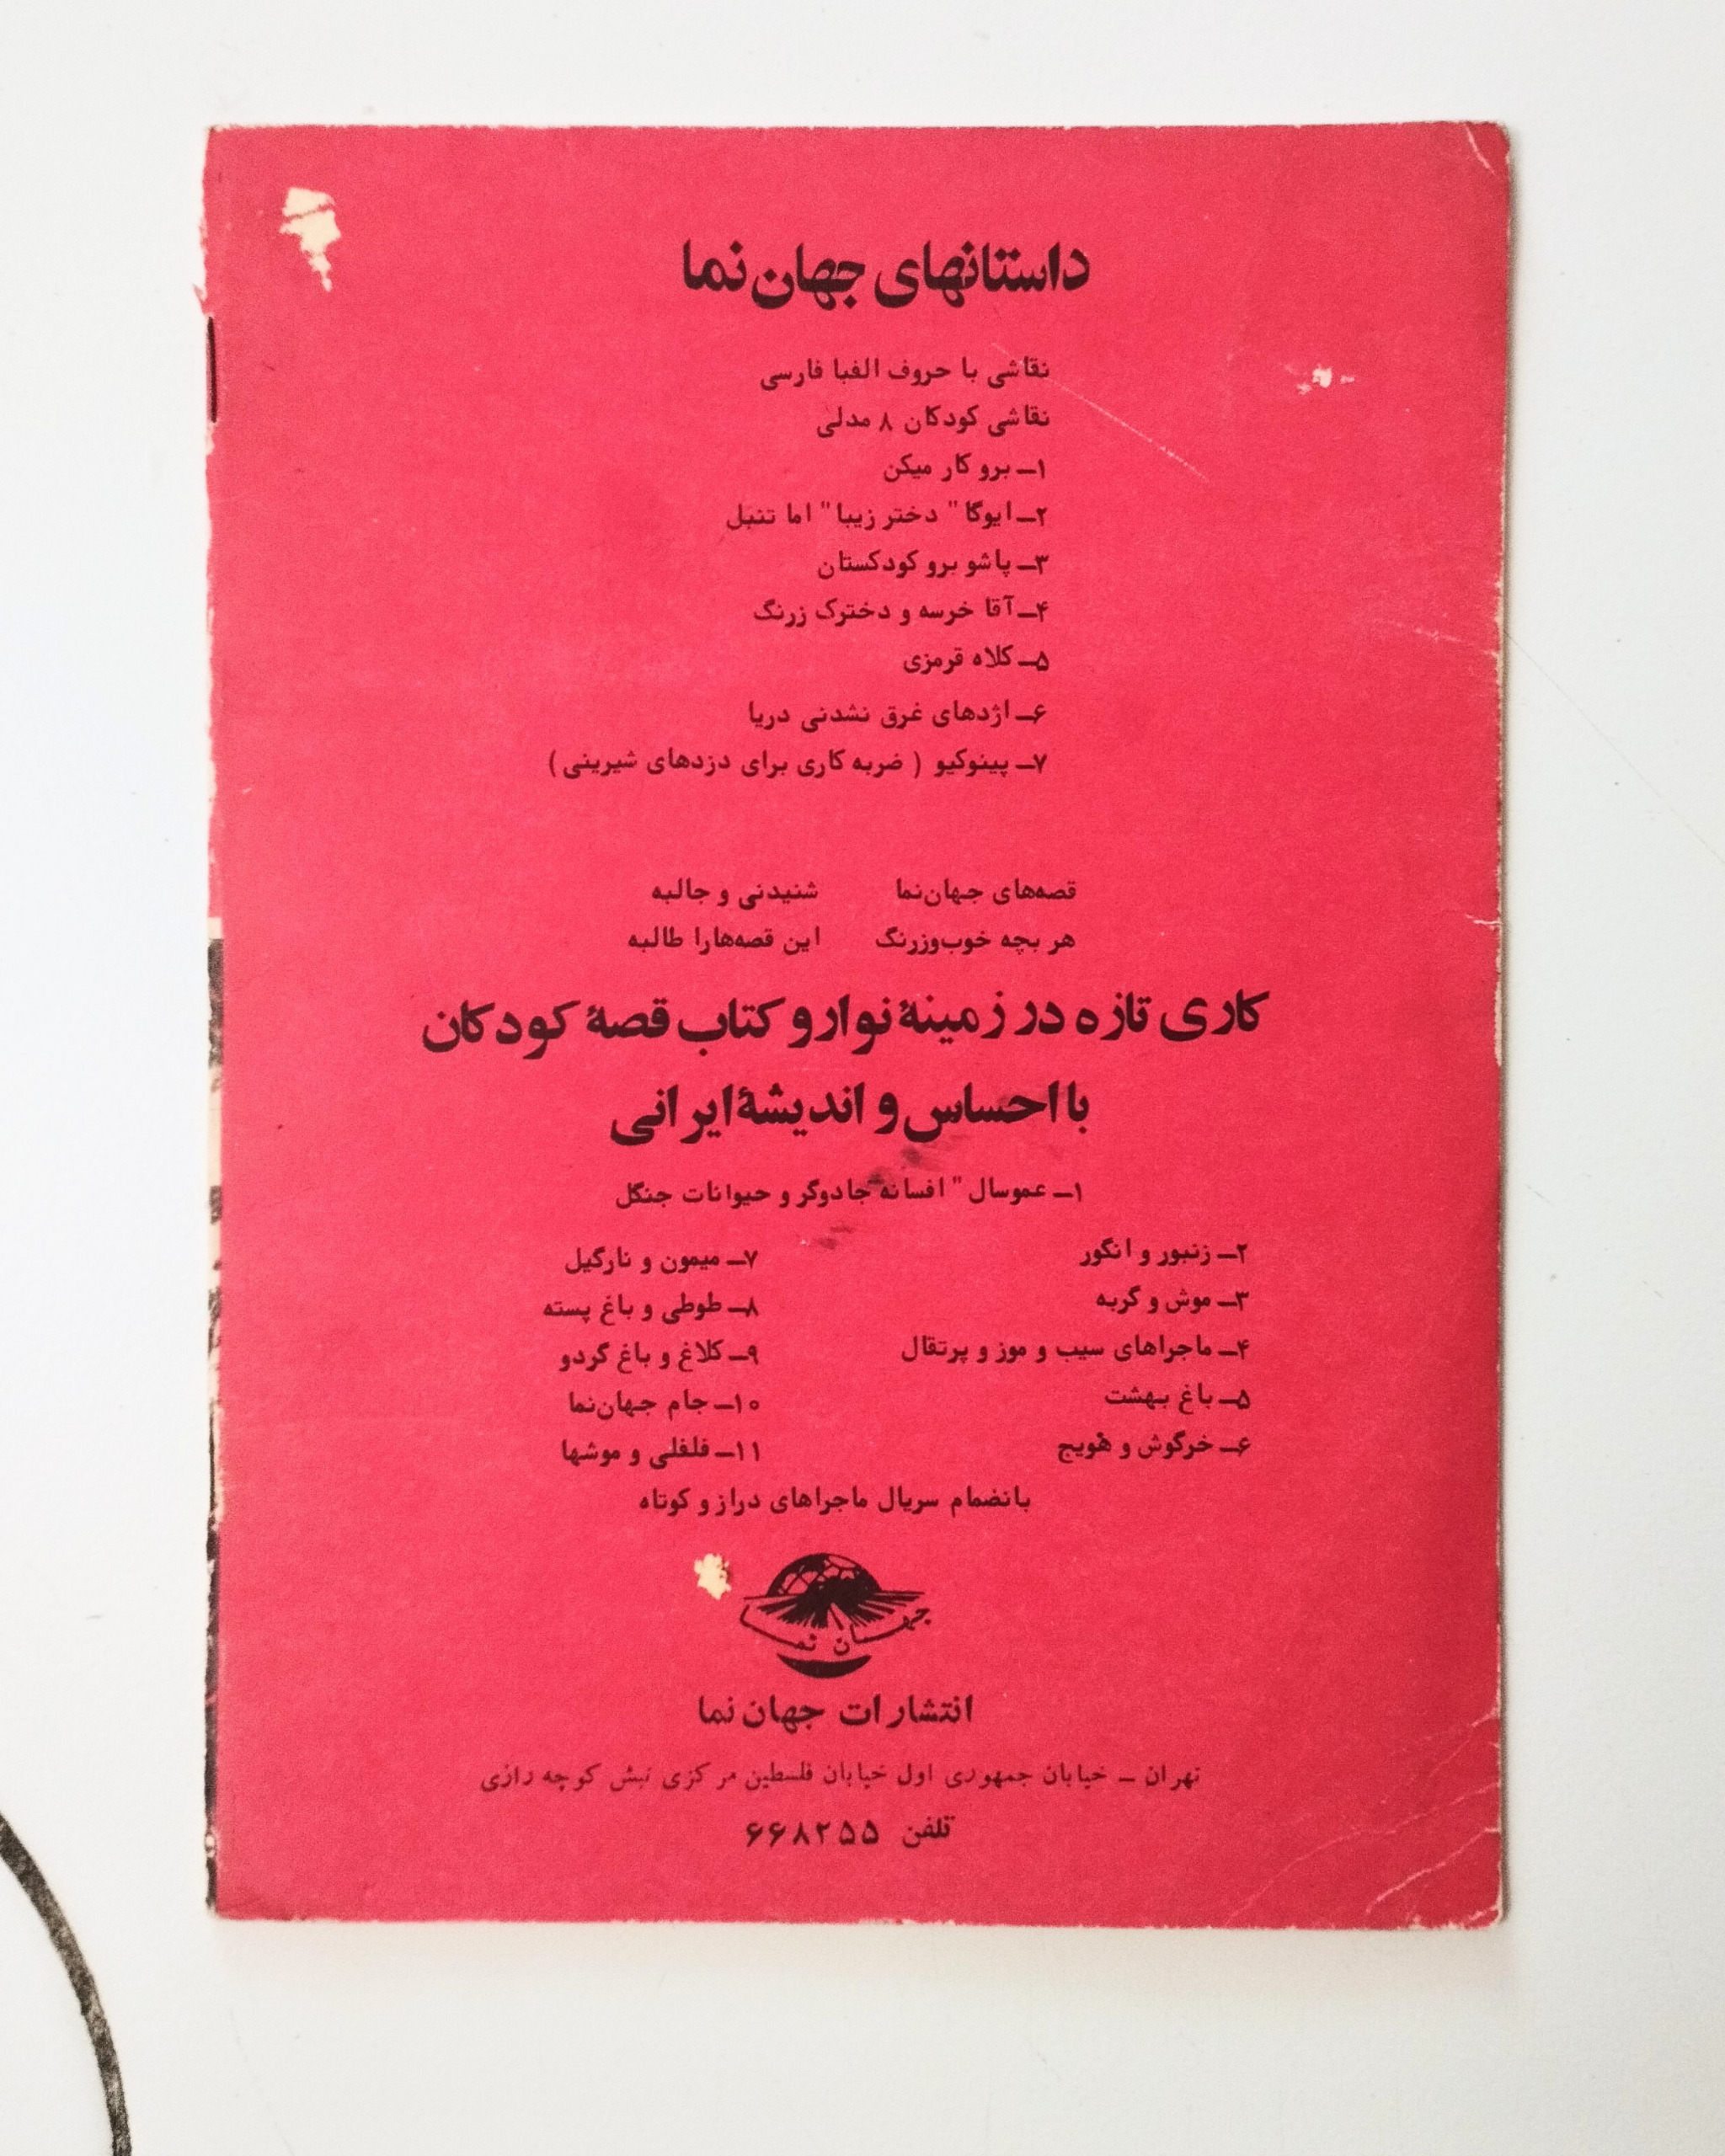 داستانهای جهان نما
نقاشی با حروف الفبا فارسی
نقاشی کودکان ۸ مدلی
۱ــ برو کار میکن
۲ــ ایوگا " دختر زیبا " اما تنبل
۳ــ پاشو برو کودکستان
۴ــ آقا خرسه و دخترک زرنگ
۵ــ کلاه قرمزی
۶ــ اژدهای غرق نشدنی دریا
۷ــ پینوکیو ( ضربه کاری برای دزدهای شیرینی )
قصه‌های جهان‌نما شنیدنی و جالبه
هر بچه خوب‌وزرنگ این قصه‌هارا طالبه
کاری تازه در زمینهٔ نوار و کتاب قصهٔ کودکان
با احساس و اندیشهٔ ایرانی
۱ــ عموسال " افسانه جادوگر و حیوانات جنگل
۲ــ زنبور و انگور
۳ــ موش و گربه
۴ــ ماجراهای سیب و موز و پرتقال
۵ــ باغ بهشت
۶ــ خرگوش و هویج
۷ــ میمون و نارگیل
۸ــ طوطی و باغ پسته
۹ــ کلاغ و باغ گردو
۱۰ــ جام جهان‌نما
۱۱ــ فلفلی و موشها
بانضمام سریال ماجراهای دراز و کوتاه
جهان نما
انتشارات جهان نما
تهران ــ خیابان جمهوری اول خیابان فلسطین مرکزی نبش کوچه رازی
تلفن ۶۶۸۲۵۵